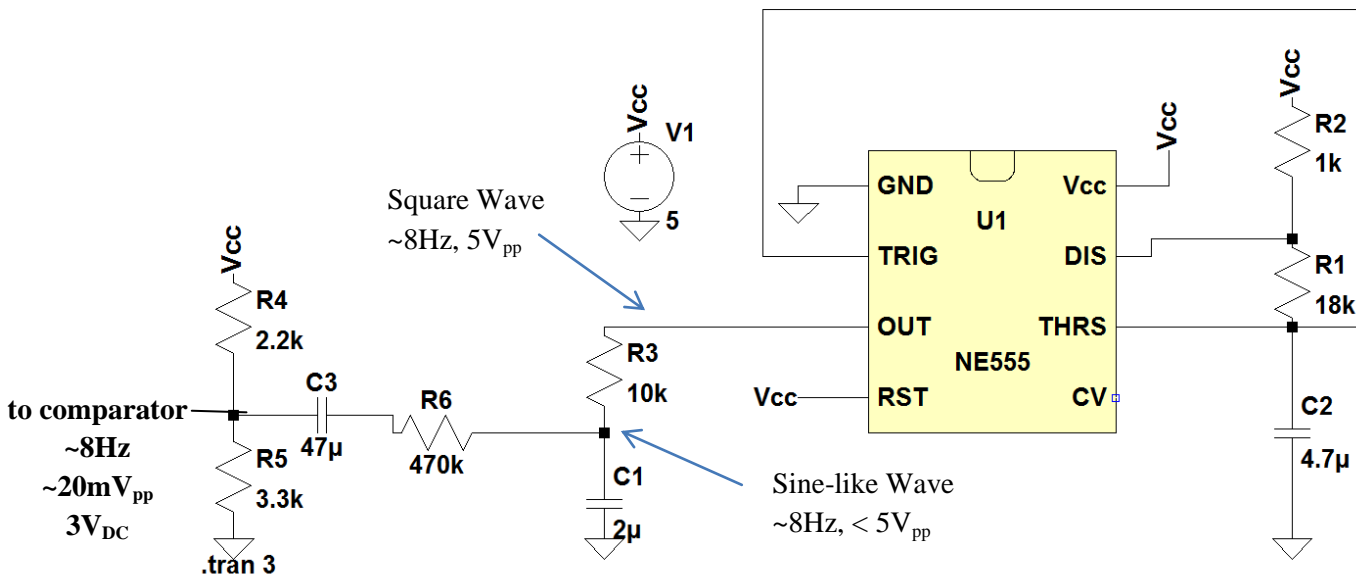 Vcc
V1
5
Square Wave
~8Hz, 5Vpp
Vcc
R4
2.2k
C3
47µ
R6
470k
to comparator
~8Hz
~20mVpp
3VDC
R5
3.3k
.tran 3
R3
10k
C1
2µ
Sine-like Wave
~8Hz, < 5Vpp
Vcc
GND
TRIG
OUT
RST
U1
NE555
Vcc
DIS
THRS
CV
Vcc
Vcc
R2
1k
R1
18k
C2
4.7µ